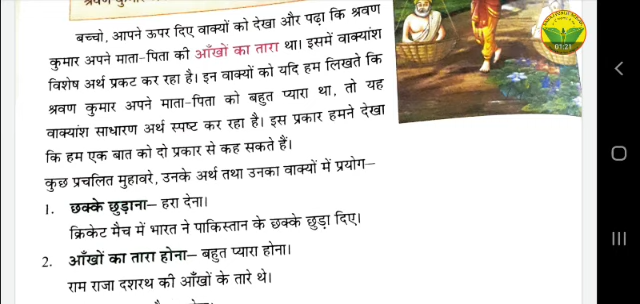 बच्चो, आपने ऊपर दिए वाक्यों को देखा और पढ़ा कि श्रवण
कुमार अपने माता-पिता की आँखों का तारा था। इसमें वाक्यांश
विशेष अर्थ प्रकट कर रहा है। इन वाक्यों को यदि हम लिखते कि
श्रवण कुमार अपने माता-पिता को बहुत प्यारा था, तो यह
वाक्यांश साधारण अर्थ स्पष्ट कर रहा है। इस प्रकार हमने देखा
कि हम एक बात को दो प्रकार से कह सकते हैं।
कुछ प्रचलित मुहावरे, उनके अर्थ तथा उनका वाक्यों में प्रयोग—
1. छक्के छुड़ाना— हरा देना।
क्रिकेट मैच में भारत ने पाकिस्तान के छक्के छुड़ा दिए।
2. आँखों का तारा होना— बहुत प्यारा होना।
राम राजा दशरथ की आँखों के तारे थे।
01:28